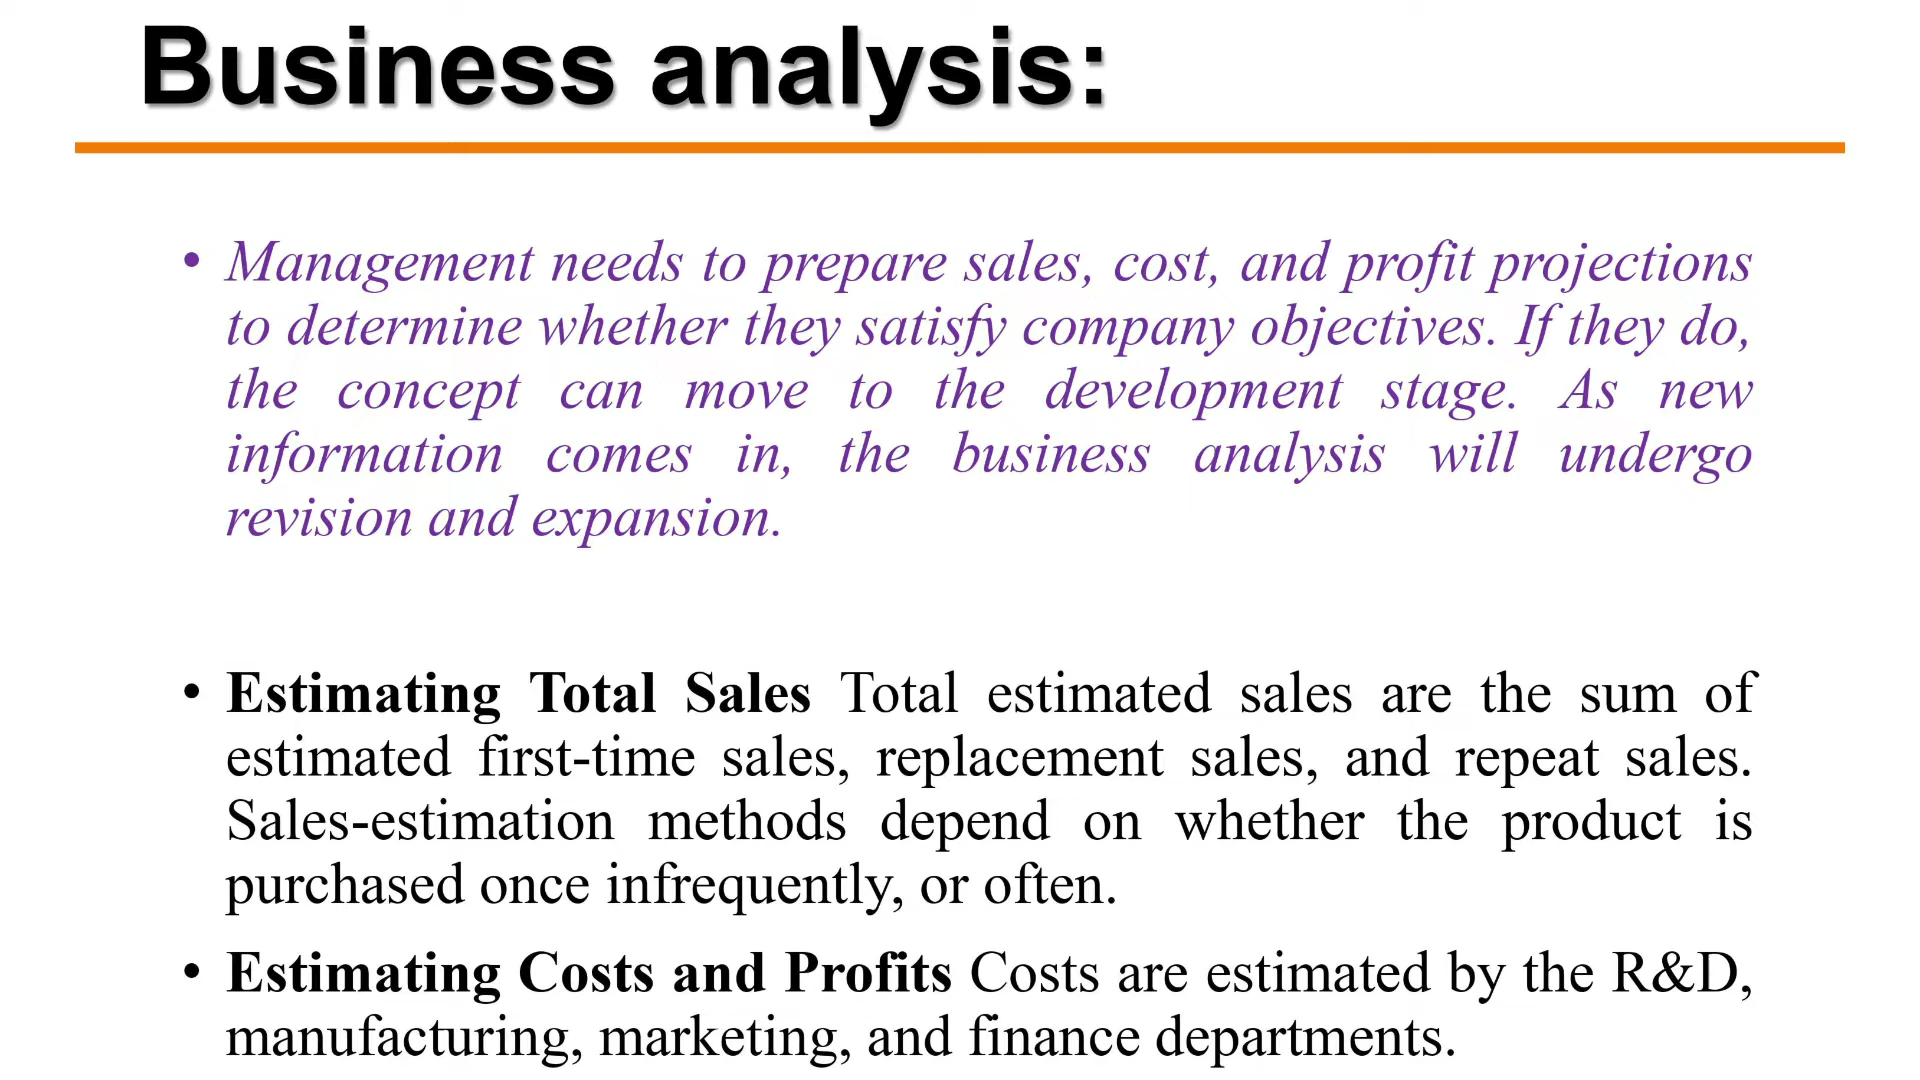 Business analysis:
• Management needs to prepare sales, cost, and profit projections
to determine whether they satisfy company objectives. If they do,
the concept can move to the development stage. As new
information comes in, the business analysis will undergo
revision and expansion.
• Estimating Total Sales Total estimated sales are the sum of
estimated first-time sales, replacement sales, and repeat sales.
Sales-estimation methods depend on whether the product is
purchased once infrequently, or often.
• Estimating Costs and Profits Costs are estimated by the R&D,
manufacturing, marketing, and finance departments.